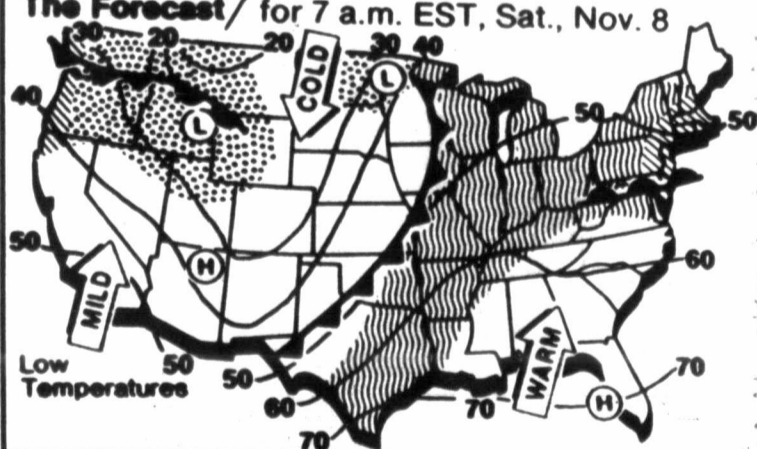 The Forecast/ for 7 a.m. EST, Sat., Nov. 8
30 20 20 COLD 30 40
L
40 L
50 50
50 H
MILD
60
Low
Temperatures
50 50
WARM
70
60 70 H
70